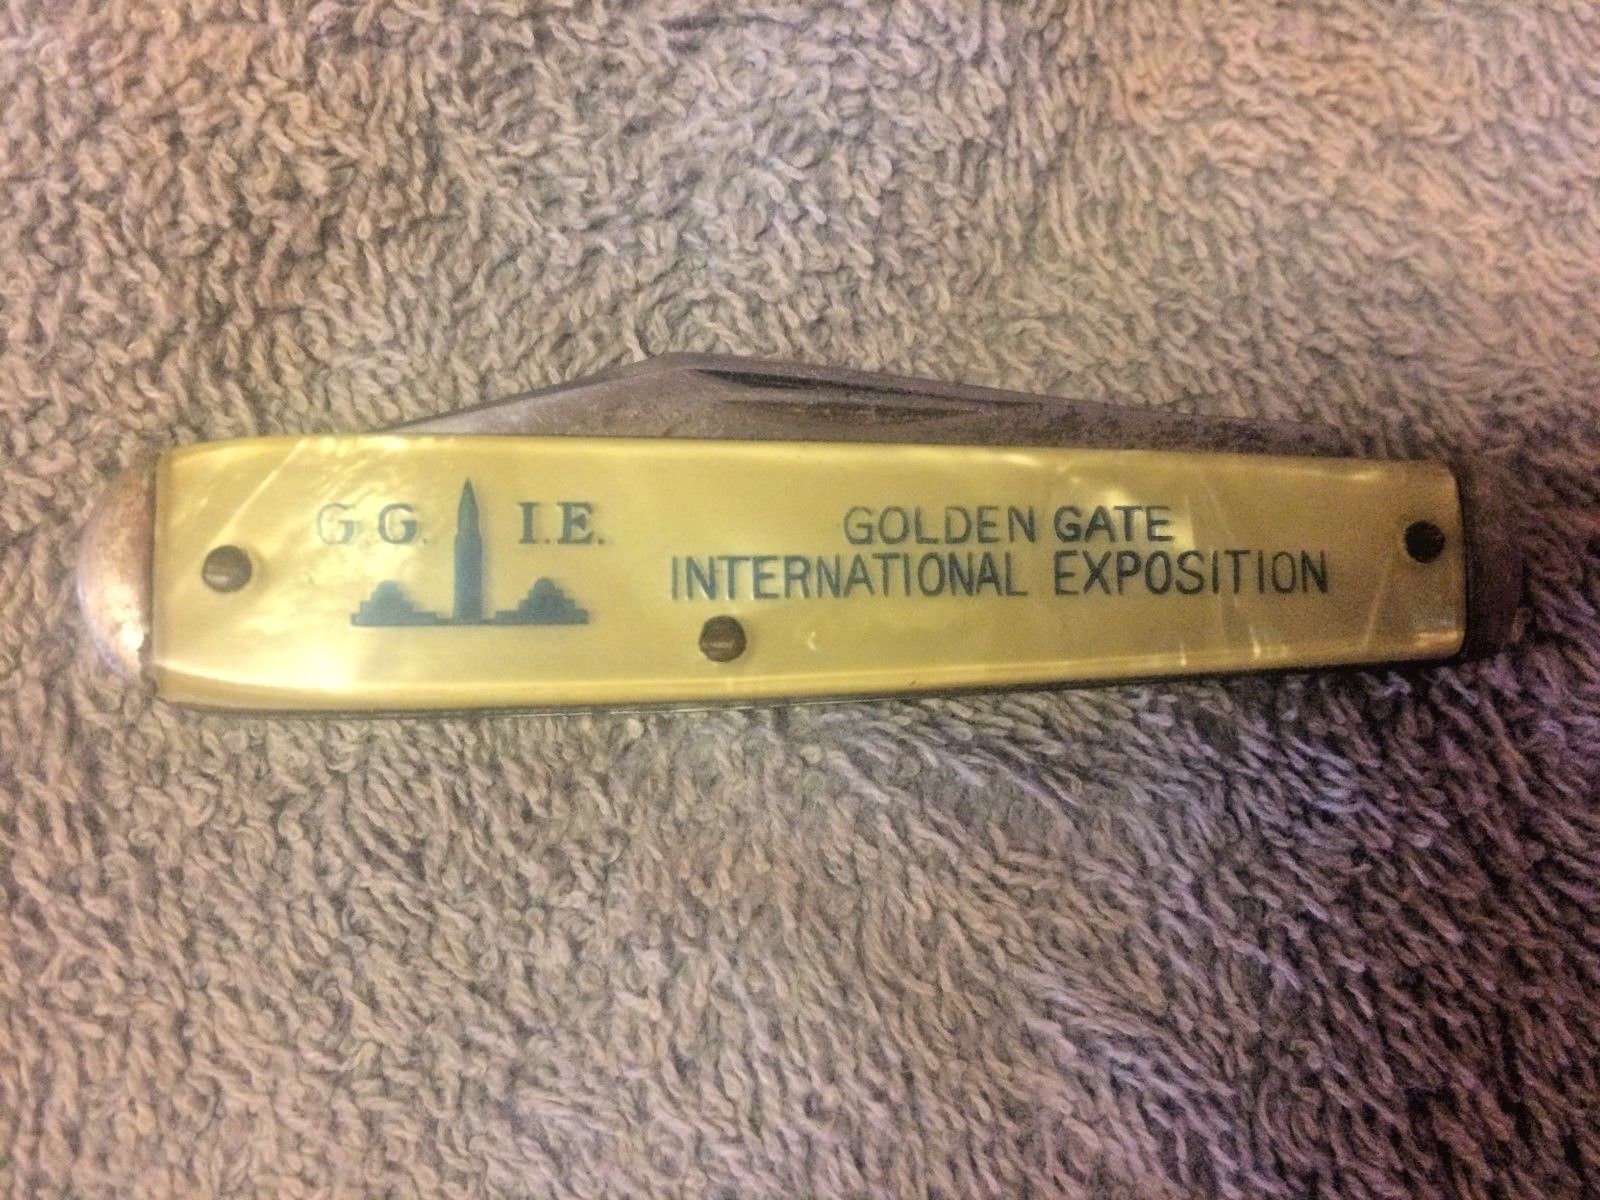 G.G. I.E.
GOLDEN GATE
INTERNATIONAL EXPOSITION